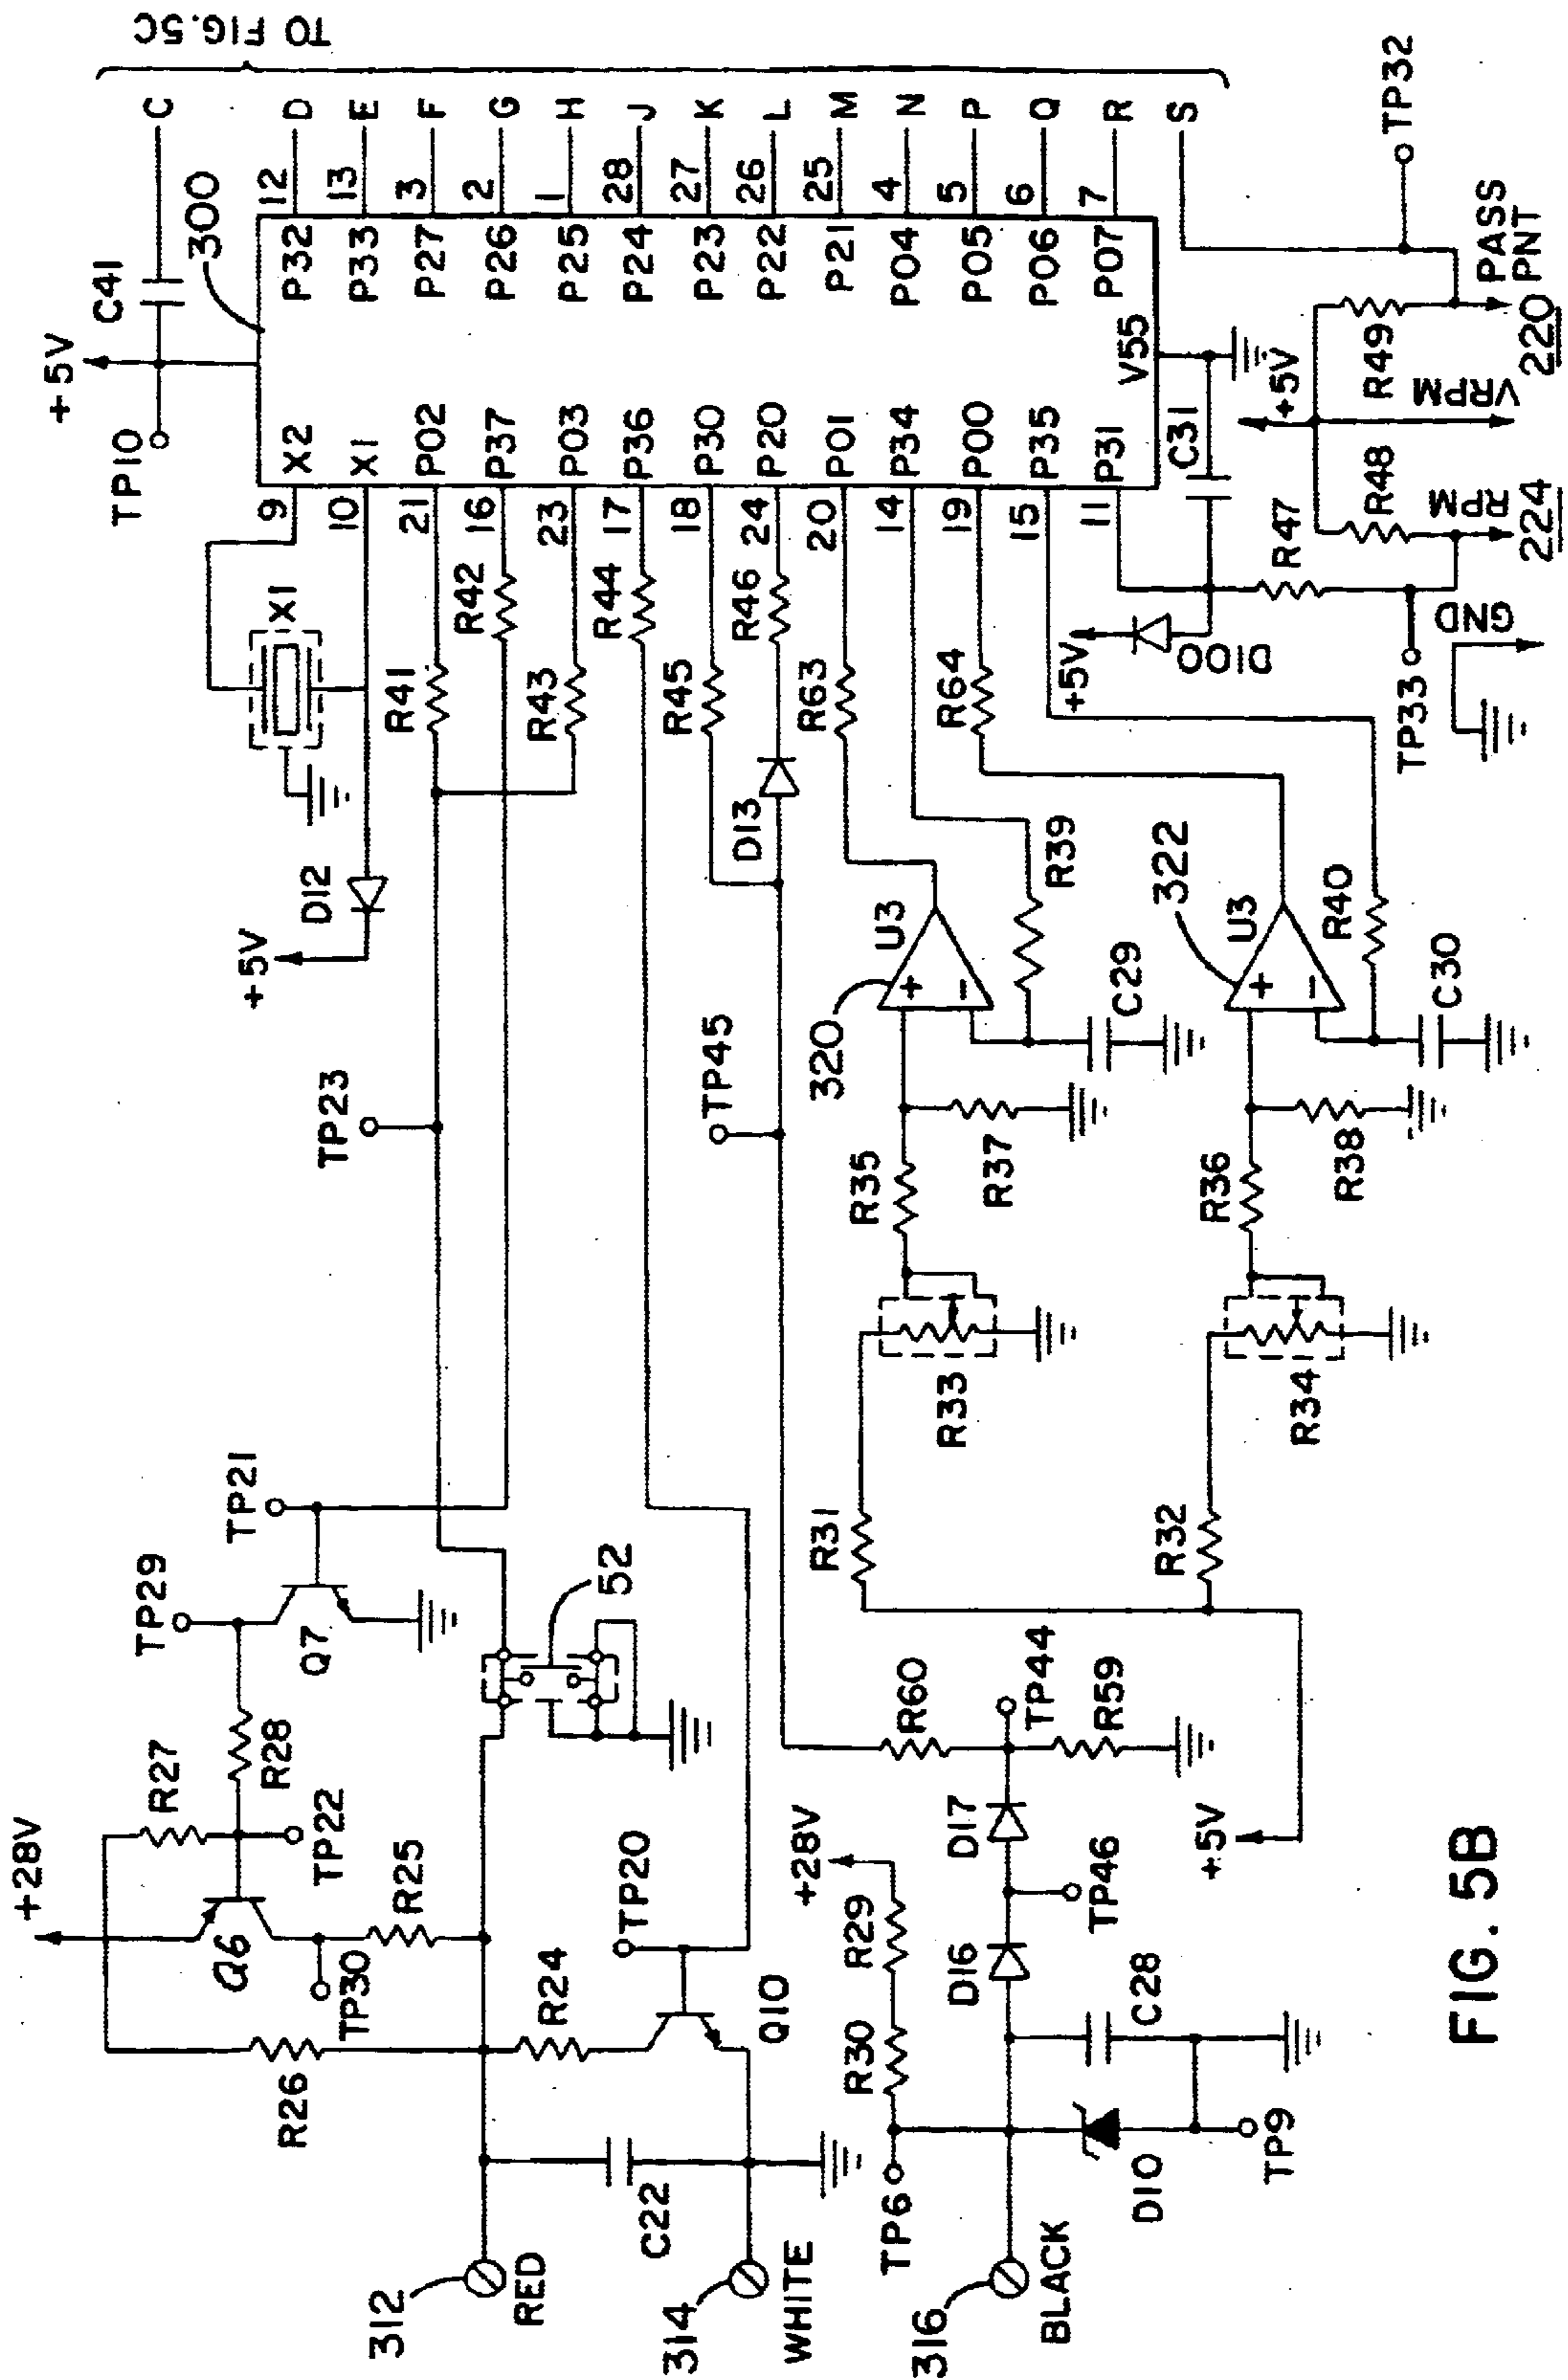 TO FIG.5C
+5V
C41
C
TP10
300
X2
9
X1
10
P02
21
P37
16
P03
23
P36
17
P30
18
P20
24
P01
20
P34
14
P00
19
P35
15
P31
11
V55
P32
12
D
P33
13
E
P27
3
F
P26
2
G
P25
1
H
P24
28
J
P23
27
K
P22
26
L
P21
25
M
P04
4
N
P05
5
P
P06
6
Q
P07
7
R
S
X1
D12
+5V
R41
R42
R43
R44
R45
R46
D13
R63
R64
TP23
TP45
320
U3
+
−
R39
C29
322
U3
+
−
R40
C30
R35
R37
R36
R38
R33
R34
R31
R32
+5V
C31
+5V
D100
R47
R48
R49
+5V
TP32
TP33
GND
RPM
224
VRPM
PASS
PNT
220
+28V
R27
R28
TP29
TP21
Q7
Q6
TP22
TP30
R25
R26
R24
TP20
Q10
C22
52
312
RED
314
WHITE
316
BLACK
TP6
R30
R29
+28V
D16
D17
TP46
TP44
R60
R59
C28
D10
TP9
FIG. 5B